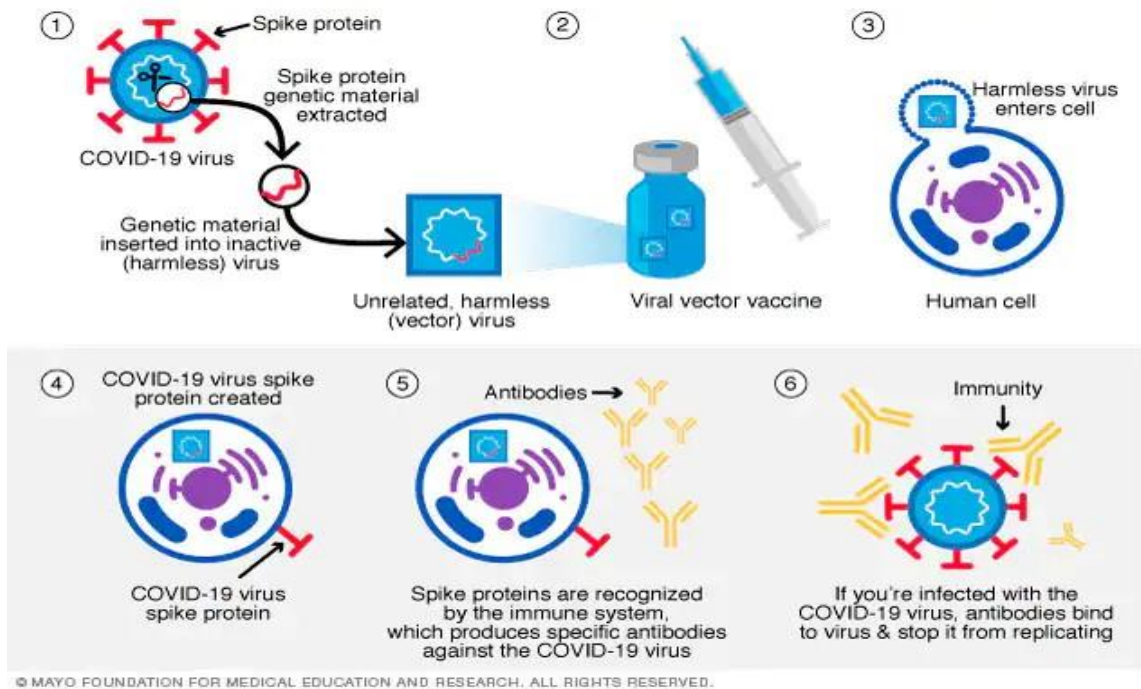 1
Spike protein
Spike protein
genetic material
extracted
COVID-19 virus
Genetic material
inserted into inactive
(harmless) virus
Unrelated, harmless
(vector) virus
2
Viral vector vaccine
3
Harmless virus
enters cell
Human cell
4
COVID-19 virus spike
protein created
COVID-19 virus
spike protein
5
Antibodies
Spike proteins are recognized
by the immune system,
which produces specific antibodies
against the COVID-19 virus
6
Immunity
If you're infected with the
COVID-19 virus, antibodies bind
to virus & stop it from replicating
© MAYO FOUNDATION FOR MEDICAL EDUCATION AND RESEARCH. ALL RIGHTS RESERVED.